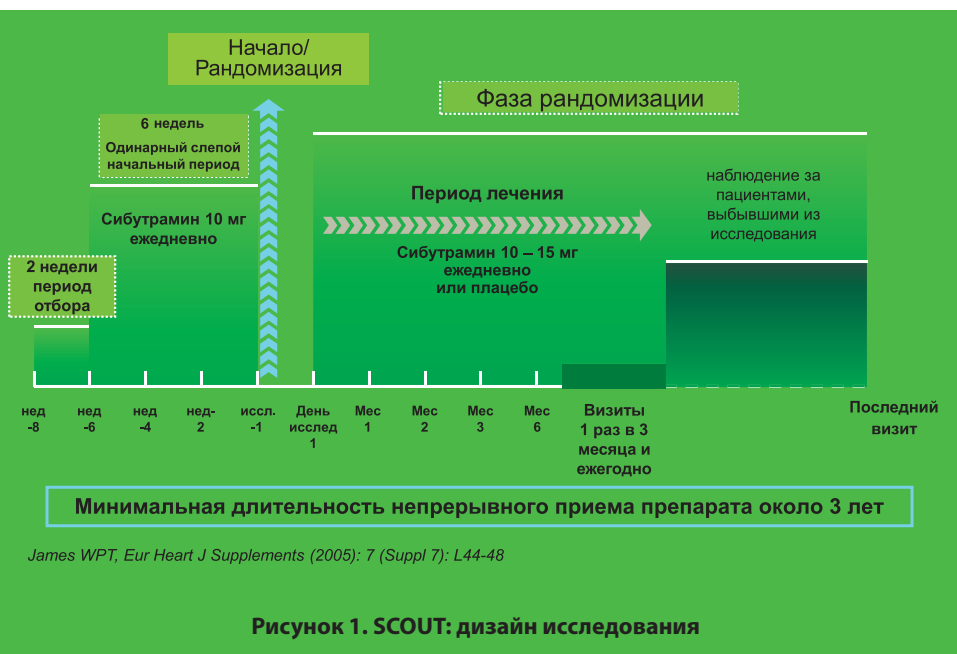 Начало/
Рандомизация
Фаза рандомизации
6 недель
Одинарный слепой
начальный период
Сибутрамин 10 мг
ежедневно
2 недели
период
отбора
Период лечения
Сибутрамин 10 – 15 мг
ежедневно
или плацебо
наблюдение за
пациентами,
выбывшими из
исследования
нед
-8
нед
-6
нед
-4
нед-
2
иссл.
-1
День
исслед
1
Мес
1
Мес
2
Мес
3
Мес
6
Визиты
1 раз в 3
месяца и
ежегодно
Последний
визит
Минимальная длительность непрерывного приема препарата около 3 лет
James WPT, Eur Heart J Supplements (2005): 7 (Suppl 7): L44-48
Рисунок 1. SCOUT: дизайн исследования